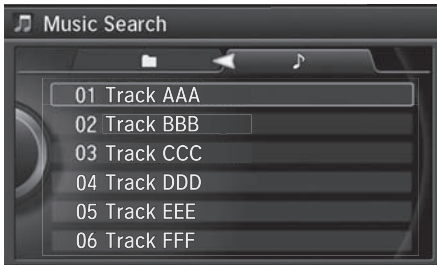 Music Search
01 Track AAA
02 Track BBB
03 Track CCC
04 Track DDD
05 Track EEE
06 Track FFF